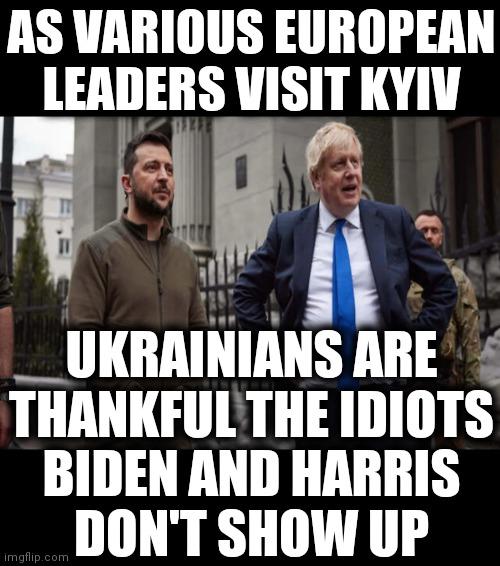 AS VARIOUS EUROPEAN
LEADERS VISIT KYIV
UKRAINIANS ARE
THANKFUL THE IDIOTS
BIDEN AND HARRIS
DON'T SHOW UP
imgflip.com